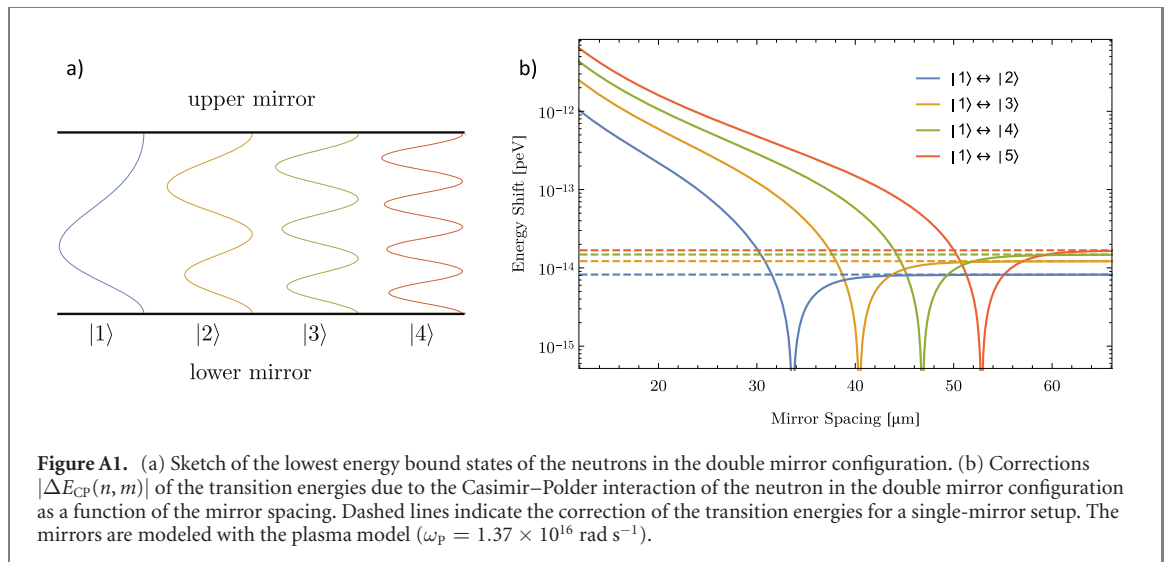 a)
upper mirror
|1⟩ |2⟩ |3⟩ |4⟩
lower mirror
b)
|1⟩ ↔ |2⟩
|1⟩ ↔ |3⟩
|1⟩ ↔ |4⟩
|1⟩ ↔ |5⟩
Energy Shift [peV]
10⁻¹²
10⁻¹³
10⁻¹⁴
10⁻¹⁵
20 30 40 50 60
Mirror Spacing [μm]
Figure A1. (a) Sketch of the lowest energy bound states of the neutrons in the double mirror configuration. (b) Corrections
|ΔE_CP(n, m)| of the transition energies due to the Casimir–Polder interaction of the neutron in the double mirror configuration
as a function of the mirror spacing. Dashed lines indicate the correction of the transition energies for a single-mirror setup. The
mirrors are modeled with the plasma model (ω_P = 1.37 × 10¹⁶ rad s⁻¹).